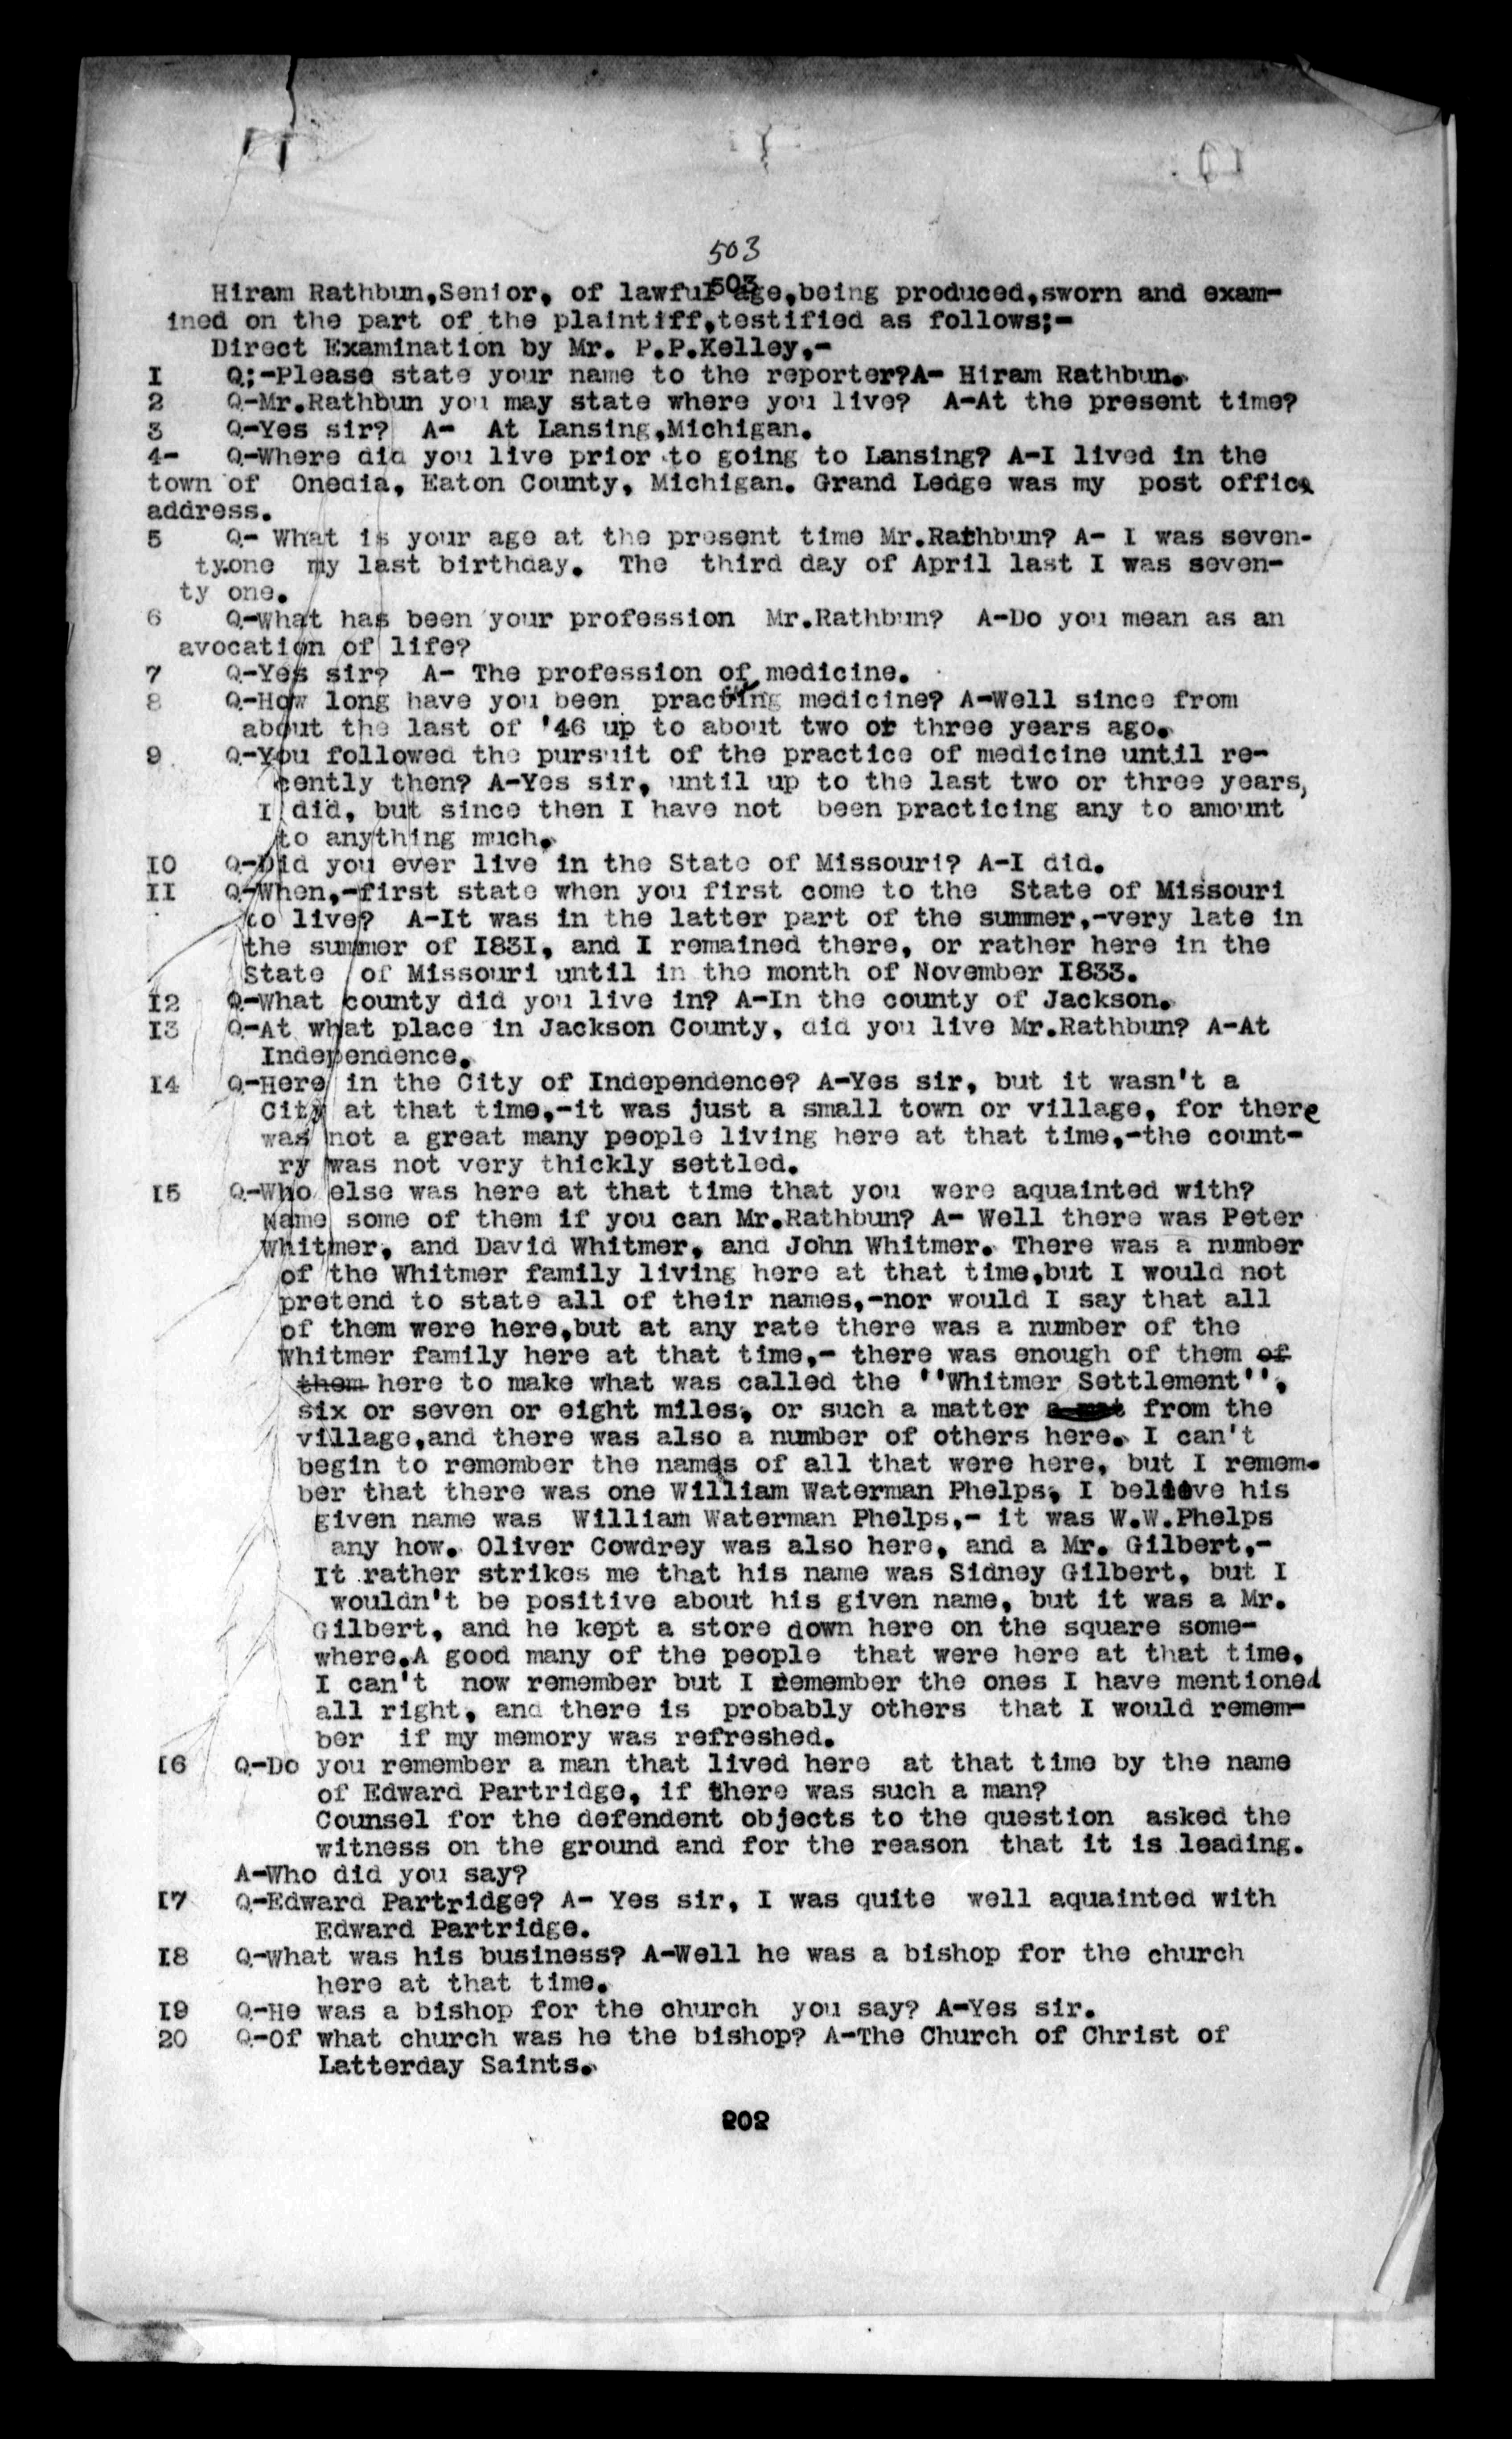 503
503
Hiram Rathbun,Senior, of lawful age,being produced,sworn and exam-
ined on the part of the plaintiff,testified as follows;-
Direct Examination by Mr. P.P.Kelley,-
I Q;-Please state your name to the reporter?A- Hiram Rathbun.
2 Q-Mr.Rathbun you may state where you live? A-At the present time?
3 Q-Yes sir? A- At Lansing,Michigan.
4- Q-Where did you live prior to going to Lansing? A-I lived in the
town of Onedia, Eaton County, Michigan. Grand Ledge was my post office
address.
5 Q- What is your age at the present time Mr.Rathbun? A- I was seven-
ty.one my last birthday. The third day of April last I was seven-
ty one.
6 Q-What has been your profession Mr.Rathbun? A-Do you mean as an
avocation of life?
7 Q-Yes sir? A- The profession of medicine.
8 Q-How long have you been practing medicine? A-Well since from
about the last of '46 up to about two or three years ago.
9 Q-You followed the pursuit of the practice of medicine until re-
cently then? A-Yes sir, until up to the last two or three years,
I did, but since then I have not been practicing any to amount
to anything much.
IO Q-Did you ever live in the State of Missouri? A-I did.
II Q-When,-first state when you first come to the State of Missouri
to live? A-It was in the latter part of the summer,-very late in
the summer of I83I, and I remained there, or rather here in the
State of Missouri until in the month of November I833.
I2 Q-What county did you live in? A-In the county of Jackson.
I3 Q-At what place in Jackson County, did you live Mr.Rathbun? A-At
Independence.
I4 Q-Here in the City of Independence? A-Yes sir, but it wasn't a
City at that time,-it was just a small town or village, for there
was not a great many people living here at that time,-the count-
ry was not very thickly settled.
I5 Q-Who else was here at that time that you were aquainted with?
Name some of them if you can Mr.Rathbun? A- Well there was Peter
Whitmer, and David Whitmer, and John Whitmer. There was a number
of the Whitmer family living here at that time,but I would not
pretend to state all of their names,-nor would I say that all
of them were here,but at any rate there was a number of the
Whitmer family here at that time,- there was enough of them of
them here to make what was called the ''Whitmer Settlement'',
six or seven or eight miles, or such a matter from the
village,and there was also a number of others here. I can't
begin to remember the names of all that were here, but I remem-
ber that there was one William Waterman Phelps, I believe his
given name was William Waterman Phelps,- it was W.W.Phelps
any how. Oliver Cowdrey was also here, and a Mr. Gilbert,-
It rather strikes me that his name was Sidney Gilbert, but I
wouldn't be positive about his given name, but it was a Mr.
Gilbert, and he kept a store down here on the square some-
where.A good many of the people that were here at that time,
I can't now remember but I remember the ones I have mentioned
all right, and there is probably others that I would remem-
ber if my memory was refreshed.
I6 Q-Do you remember a man that lived here at that time by the name
of Edward Partridge, if there was such a man?
Counsel for the defendent objects to the question asked the
witness on the ground and for the reason that it is leading.
A-Who did you say?
I7 Q-Edward Partridge? A- Yes sir, I was quite well aquainted with
Edward Partridge.
I8 Q-What was his business? A-Well he was a bishop for the church
here at that time.
I9 Q-He was a bishop for the church you say? A-Yes sir.
20 Q-Of what church was he the bishop? A-The Church of Christ of
Latterday Saints.